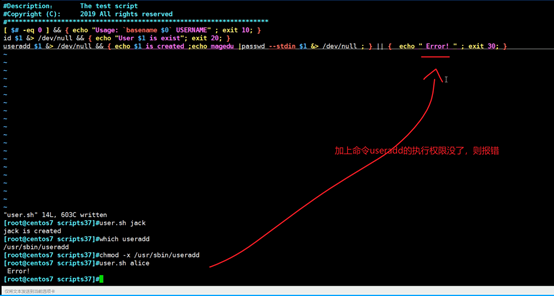 #Description:        The test script
#Copyright (C):      2019 All rights reserved
#********************************************************************
[ $# -eq 0 ] && { echo "Usage: `basename $0` USERNAME" ; exit 10; }
id $1 &> /dev/null && { echo "User $1 is exist"; exit 20; }
useradd $1 &> /dev/null && { echo $1 is created ;echo magedu |passwd --stdin $1 &> /dev/null ; } || {  echo " Error! " ; exit 30; }
~
~
~
~
~
~
~
~
加上命令useradd的执行权限没了，则报错
~
~
~
~
~
"user.sh" 14L, 603C written
[root@centos7 scripts37]#user.sh jack
jack is created
[root@centos7 scripts37]#which useradd
/usr/sbin/useradd
[root@centos7 scripts37]#chmod -x /usr/sbin/useradd
[root@centos7 scripts37]#user.sh alice
 Error!
[root@centos7 scripts37]#